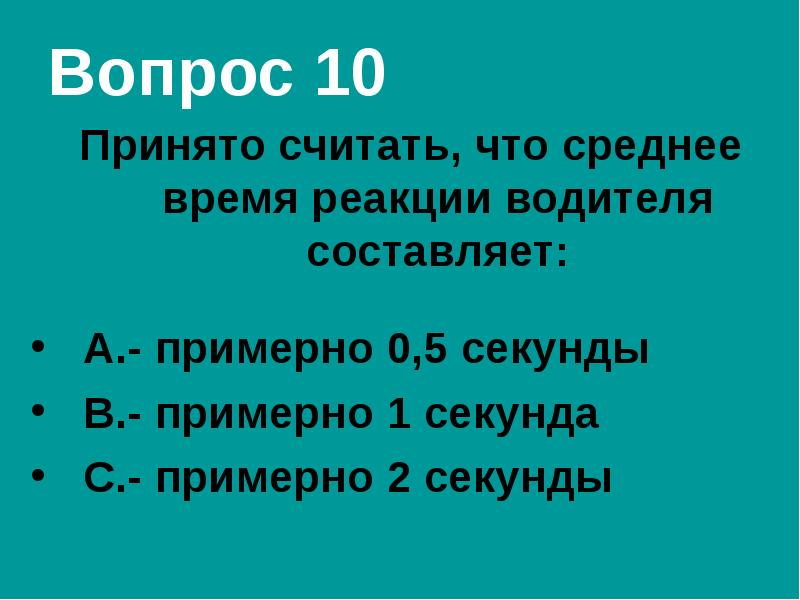 Вопрос 10
Принято считать, что среднее
время реакции водителя
составляет:
• А.- примерно 0,5 секунды
• В.- примерно 1 секунда
• С.- примерно 2 секунды